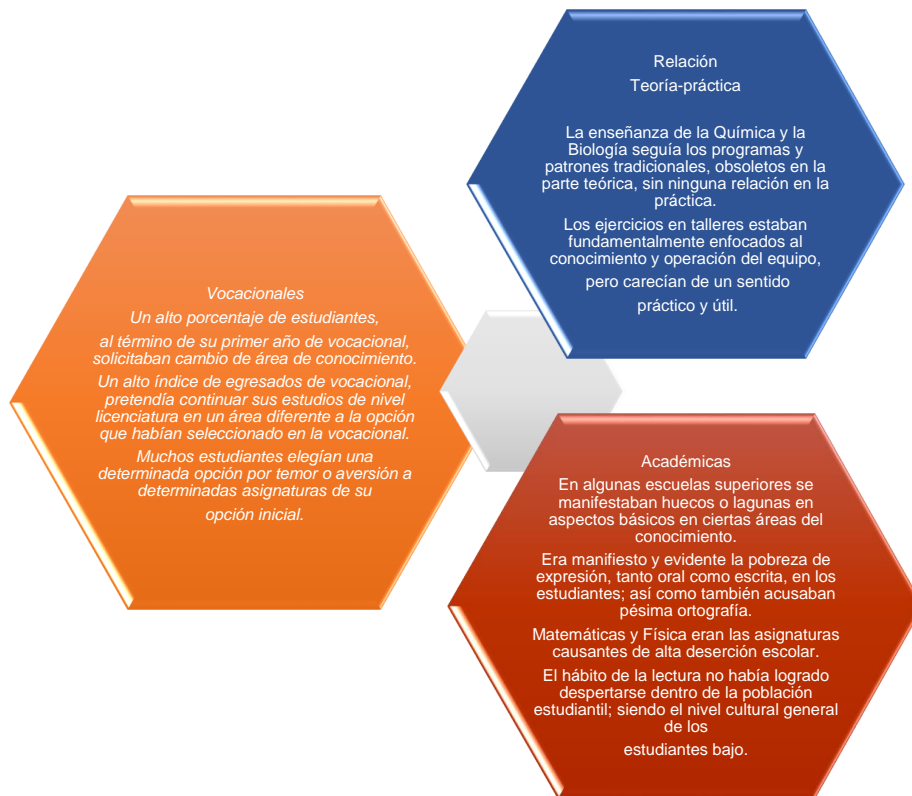 Relación
Teoría-práctica
La enseñanza de la Química y la
Biología seguía los programas y
patrones tradicionales, obsoletos en la
parte teórica, sin ninguna relación en la
práctica.
Los ejercicios en talleres estaban
fundamentalmente enfocados al
conocimiento y operación del equipo,
pero carecían de un sentido
práctico y útil.
Vocacionales
Un alto porcentaje de estudiantes,
al término de su primer año de vocacional,
solicitaban cambio de área de conocimiento.
Un alto índice de egresados de vocacional,
pretendía continuar sus estudios de nivel
licenciatura en un área diferente a la opción
que habían seleccionado en la vocacional.
Muchos estudiantes elegían una
determinada opción por temor o aversión a
determinadas asignaturas de su
opción inicial.
Académicas
En algunas escuelas superiores se
manifestaban huecos o lagunas en
aspectos básicos en ciertas áreas del
conocimiento.
Era manifiesto y evidente la pobreza de
expresión, tanto oral como escrita, en los
estudiantes; así como también acusaban
pésima ortografía.
Matemáticas y Física eran las asignaturas
causantes de alta deserción escolar.
El hábito de la lectura no había logrado
despertarse dentro de la población
estudiantil; siendo el nivel cultural general
de los
estudiantes bajo.